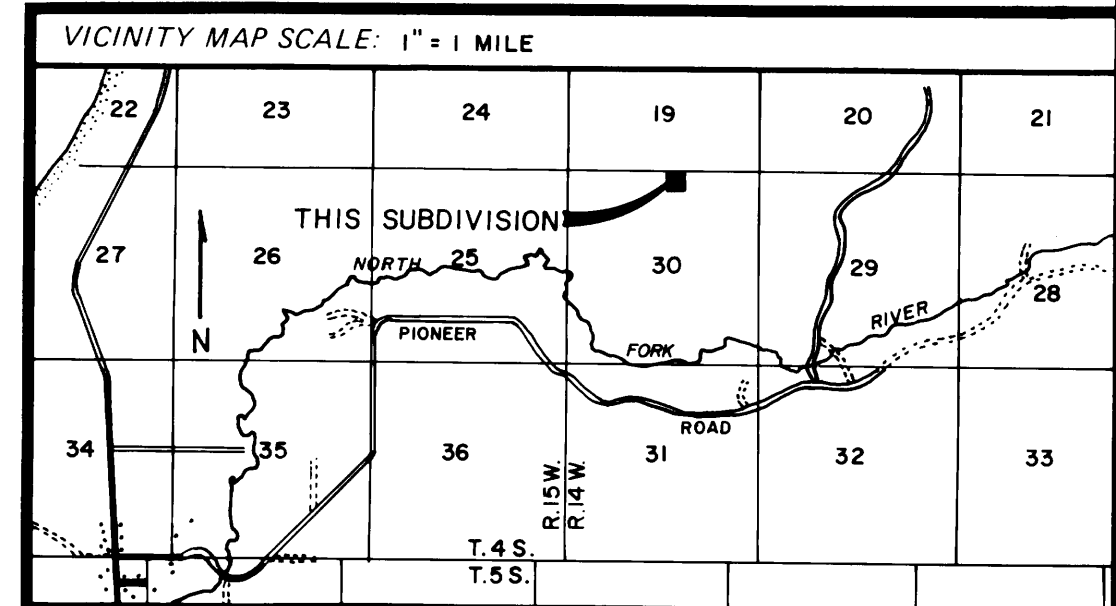 VICINITY MAP SCALE: 1" = 1 MILE
22
23
24
19
20
21
THIS SUBDIVISION
27
26
NORTH
25
30
29
28
N
PIONEER
FORK
RIVER
34
35
36
ROAD
31
32
33
R.15W.
R.14W.
T.4S.
T.5S.